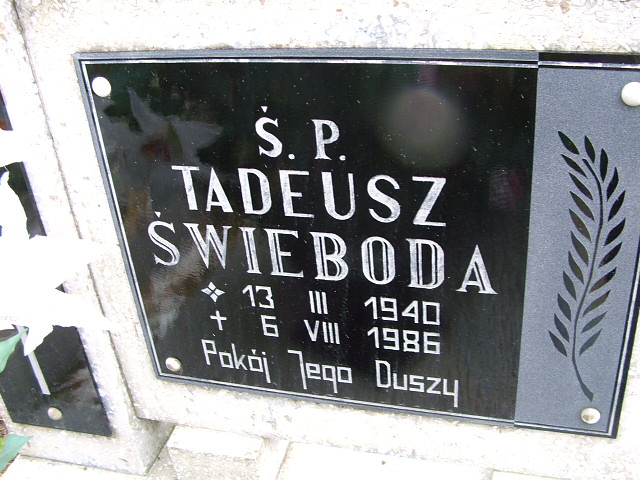 Ś. P.
TADEUSZ
ŚWIEBODA
13 III 1940
† 6 VIII 1986
Pokój Jego Duszy